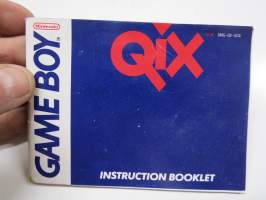 Nintendo
GAME BOY
QiX
INSTRUCTION BOOKLET